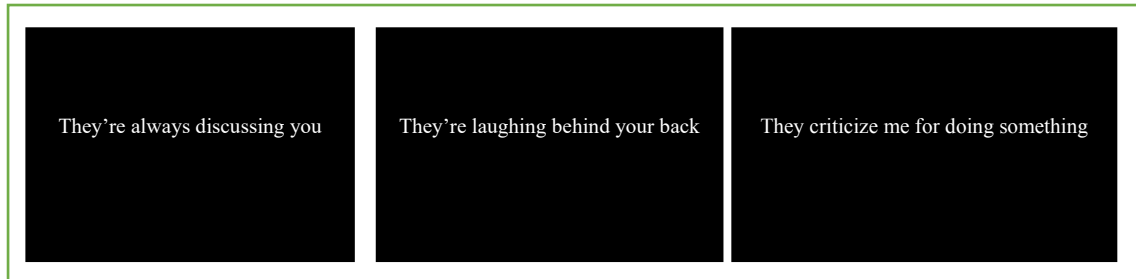 They’re always discussing you
They’re laughing behind your back
They criticize me for doing something